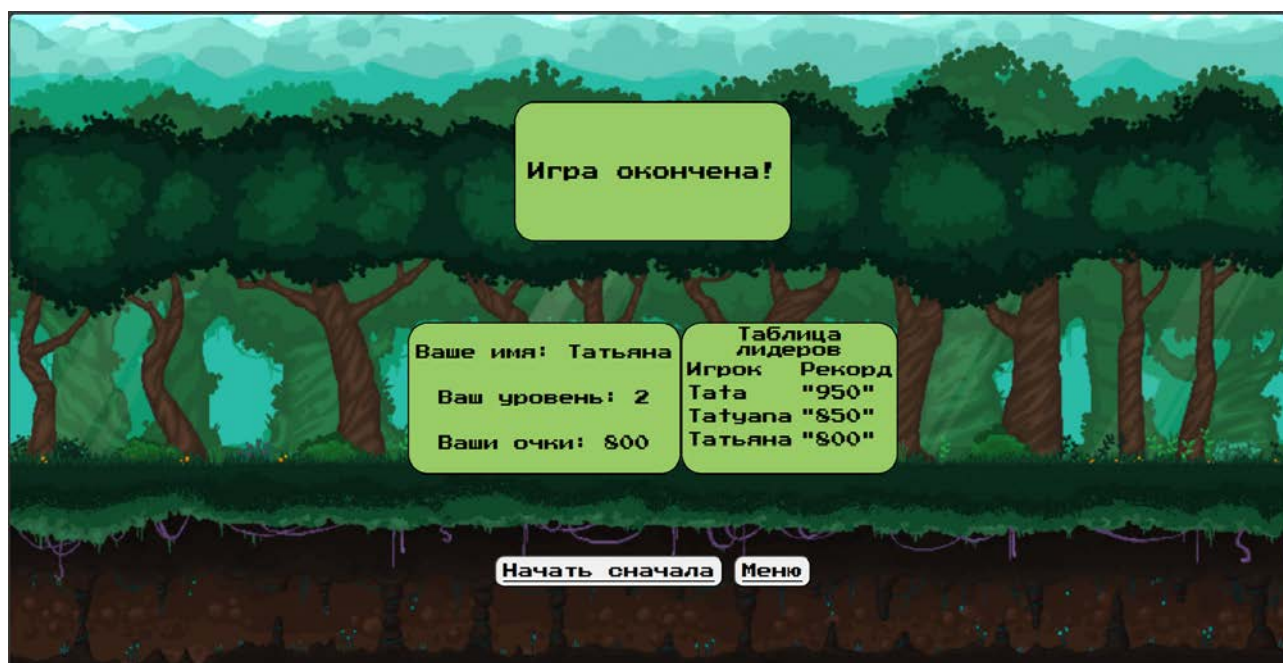 Игра окончена!
Ваше имя: Татьяна
Ваш уровень: 2
Ваши очки: 800
Таблица
лидеров
Игрок Рекорд
Tata "950"
Tatyana "850"
Татьяна "800"
Начать сначала
Меню